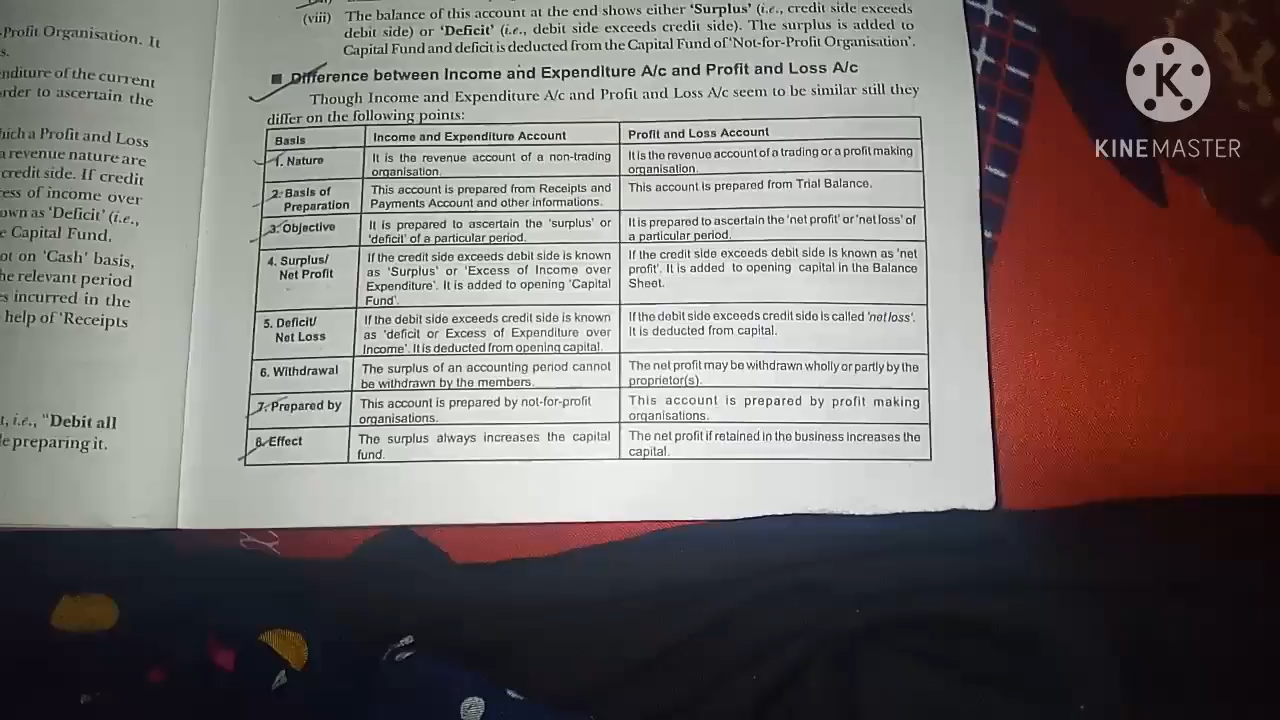 -Profit Organisation. It
s.
nditure of the current
rder to ascertain the
hich a Profit and Loss
a revenue nature are
credit side. If credit
ess of income over
own as 'Deficit' (i.e.,
e Capital Fund.
ot on 'Cash' basis,
he relevant period
s incurred in the
help of 'Receipts
t, i.e., "Debit all
le preparing it.
(viii) The balance of this account at the end shows either 'Surplus' (i.e., credit side exceeds
debit side) or 'Deficit' (i.e., debit side exceeds credit side). The surplus is added to
Capital Fund and deficit is deducted from the Capital Fund of 'Not-for-Profit Organisation'.
■ Difference between Income and Expenditure A/c and Profit and Loss A/c
Though Income and Expenditure A/c and Profit and Loss A/c seem to be similar still they
differ on the following points:
Basis
Income and Expenditure Account
Profit and Loss Account
1. Nature
It is the revenue account of a non-trading
organisation.
It is the revenue account of a trading or a profit making
organisation.
2. Basis of
Preparation
This account is prepared from Receipts and
Payments Account and other informations.
This account is prepared from Trial Balance.
3. Objective
It is prepared to ascertain the 'surplus' or
'deficit' of a particular period.
It is prepared to ascertain the 'net profit' or 'net loss' of
a particular period.
4. Surplus/
Net Profit
If the credit side exceeds debit side is known
as 'Surplus' or 'Excess of Income over
Expenditure'. It is added to opening 'Capital
Fund'.
If the credit side exceeds debit side is known as 'net
profit'. It is added to opening capital in the Balance
Sheet.
5. Deficit/
Net Loss
If the debit side exceeds credit side is known
as 'deficit or Excess of Expenditure over
Income'. It is deducted from opening capital.
If the debit side exceeds credit side is called 'net loss'.
It is deducted from capital.
6. Withdrawal
The surplus of an accounting period cannot
be withdrawn by the members.
The net profit may be withdrawn wholly or partly by the
proprietor(s).
7. Prepared by
This account is prepared by not-for-profit
organisations.
This account is prepared by profit making
organisations.
8. Effect
The surplus always increases the capital
fund.
The net profit if retained in the business increases the
capital.
K
KINEMASTER